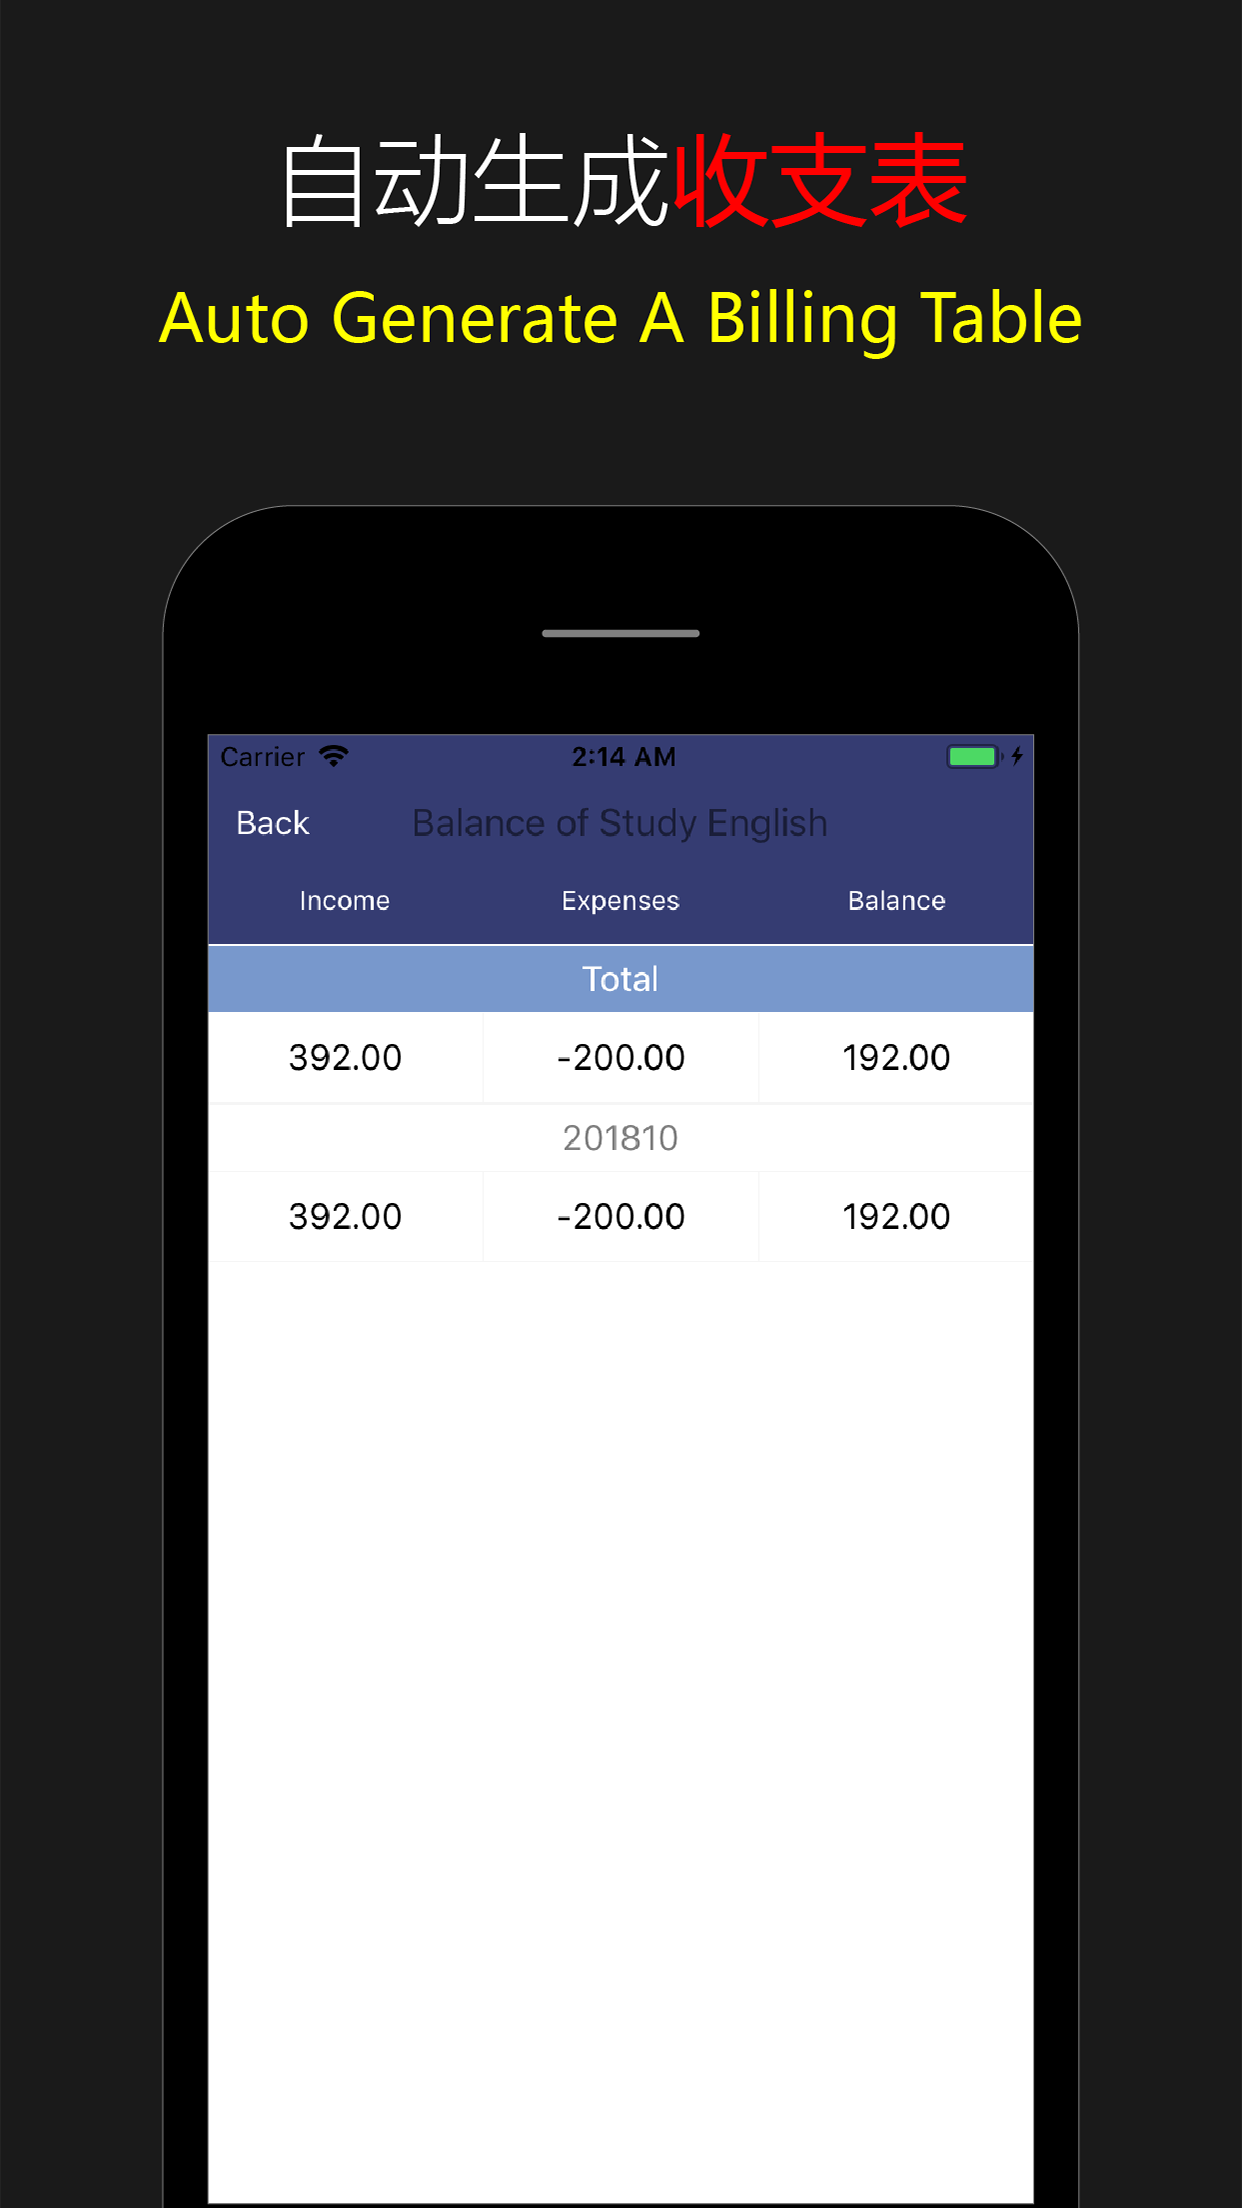 自动生成收支表
Auto Generate A Billing Table
Carrier 2:14 AM
Back Balance of Study English
Income Expenses Balance
Total
392.00 -200.00 192.00
201810
392.00 -200.00 192.00